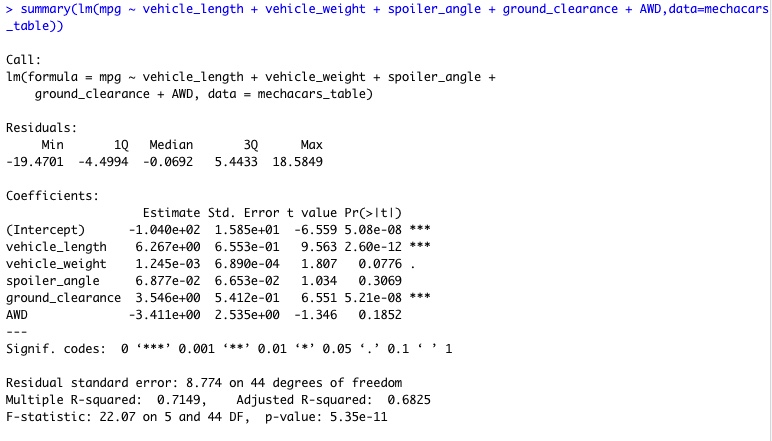 > summary(lm(mpg ~ vehicle_length + vehicle_weight + spoiler_angle + ground_clearance + AWD,data=mechacars
_table))
Call:
lm(formula = mpg ~ vehicle_length + vehicle_weight + spoiler_angle +
    ground_clearance + AWD, data = mechacars_table)
Residuals:
     Min       1Q   Median       3Q      Max
-19.4701  -4.4994  -0.0692   5.4433  18.5849
Coefficients:
                   Estimate Std. Error t value Pr(>|t|)
(Intercept)      -1.040e+02  1.585e+01  -6.559 5.08e-08 ***
vehicle_length    6.267e+00  6.553e-01   9.563 2.60e-12 ***
vehicle_weight    1.245e-03  6.890e-04   1.807   0.0776 .
spoiler_angle     6.877e-02  6.653e-02   1.034   0.3069
ground_clearance  3.546e+00  5.412e-01   6.551 5.21e-08 ***
AWD              -3.411e+00  2.535e+00  -1.346   0.1852
---
Signif. codes:  0 ‘***’ 0.001 ‘**’ 0.01 ‘*’ 0.05 ‘.’ 0.1 ‘ ’ 1
Residual standard error: 8.774 on 44 degrees of freedom
Multiple R-squared:  0.7149,    Adjusted R-squared:  0.6825
F-statistic: 22.07 on 5 and 44 DF,  p-value: 5.35e-11